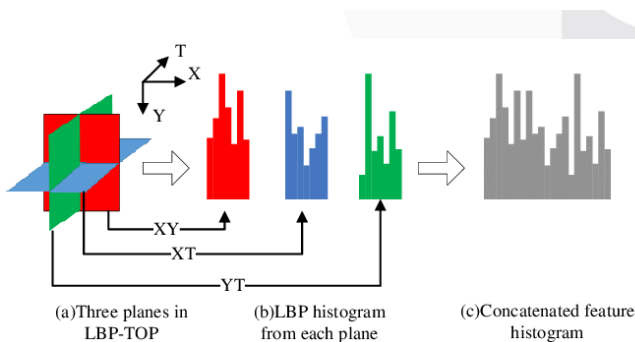 T
X
Y
XY
XT
YT
(a)Three planes in
LBP-TOP
(b)LBP histogram
from each plane
(c)Concatenated feature
histogram